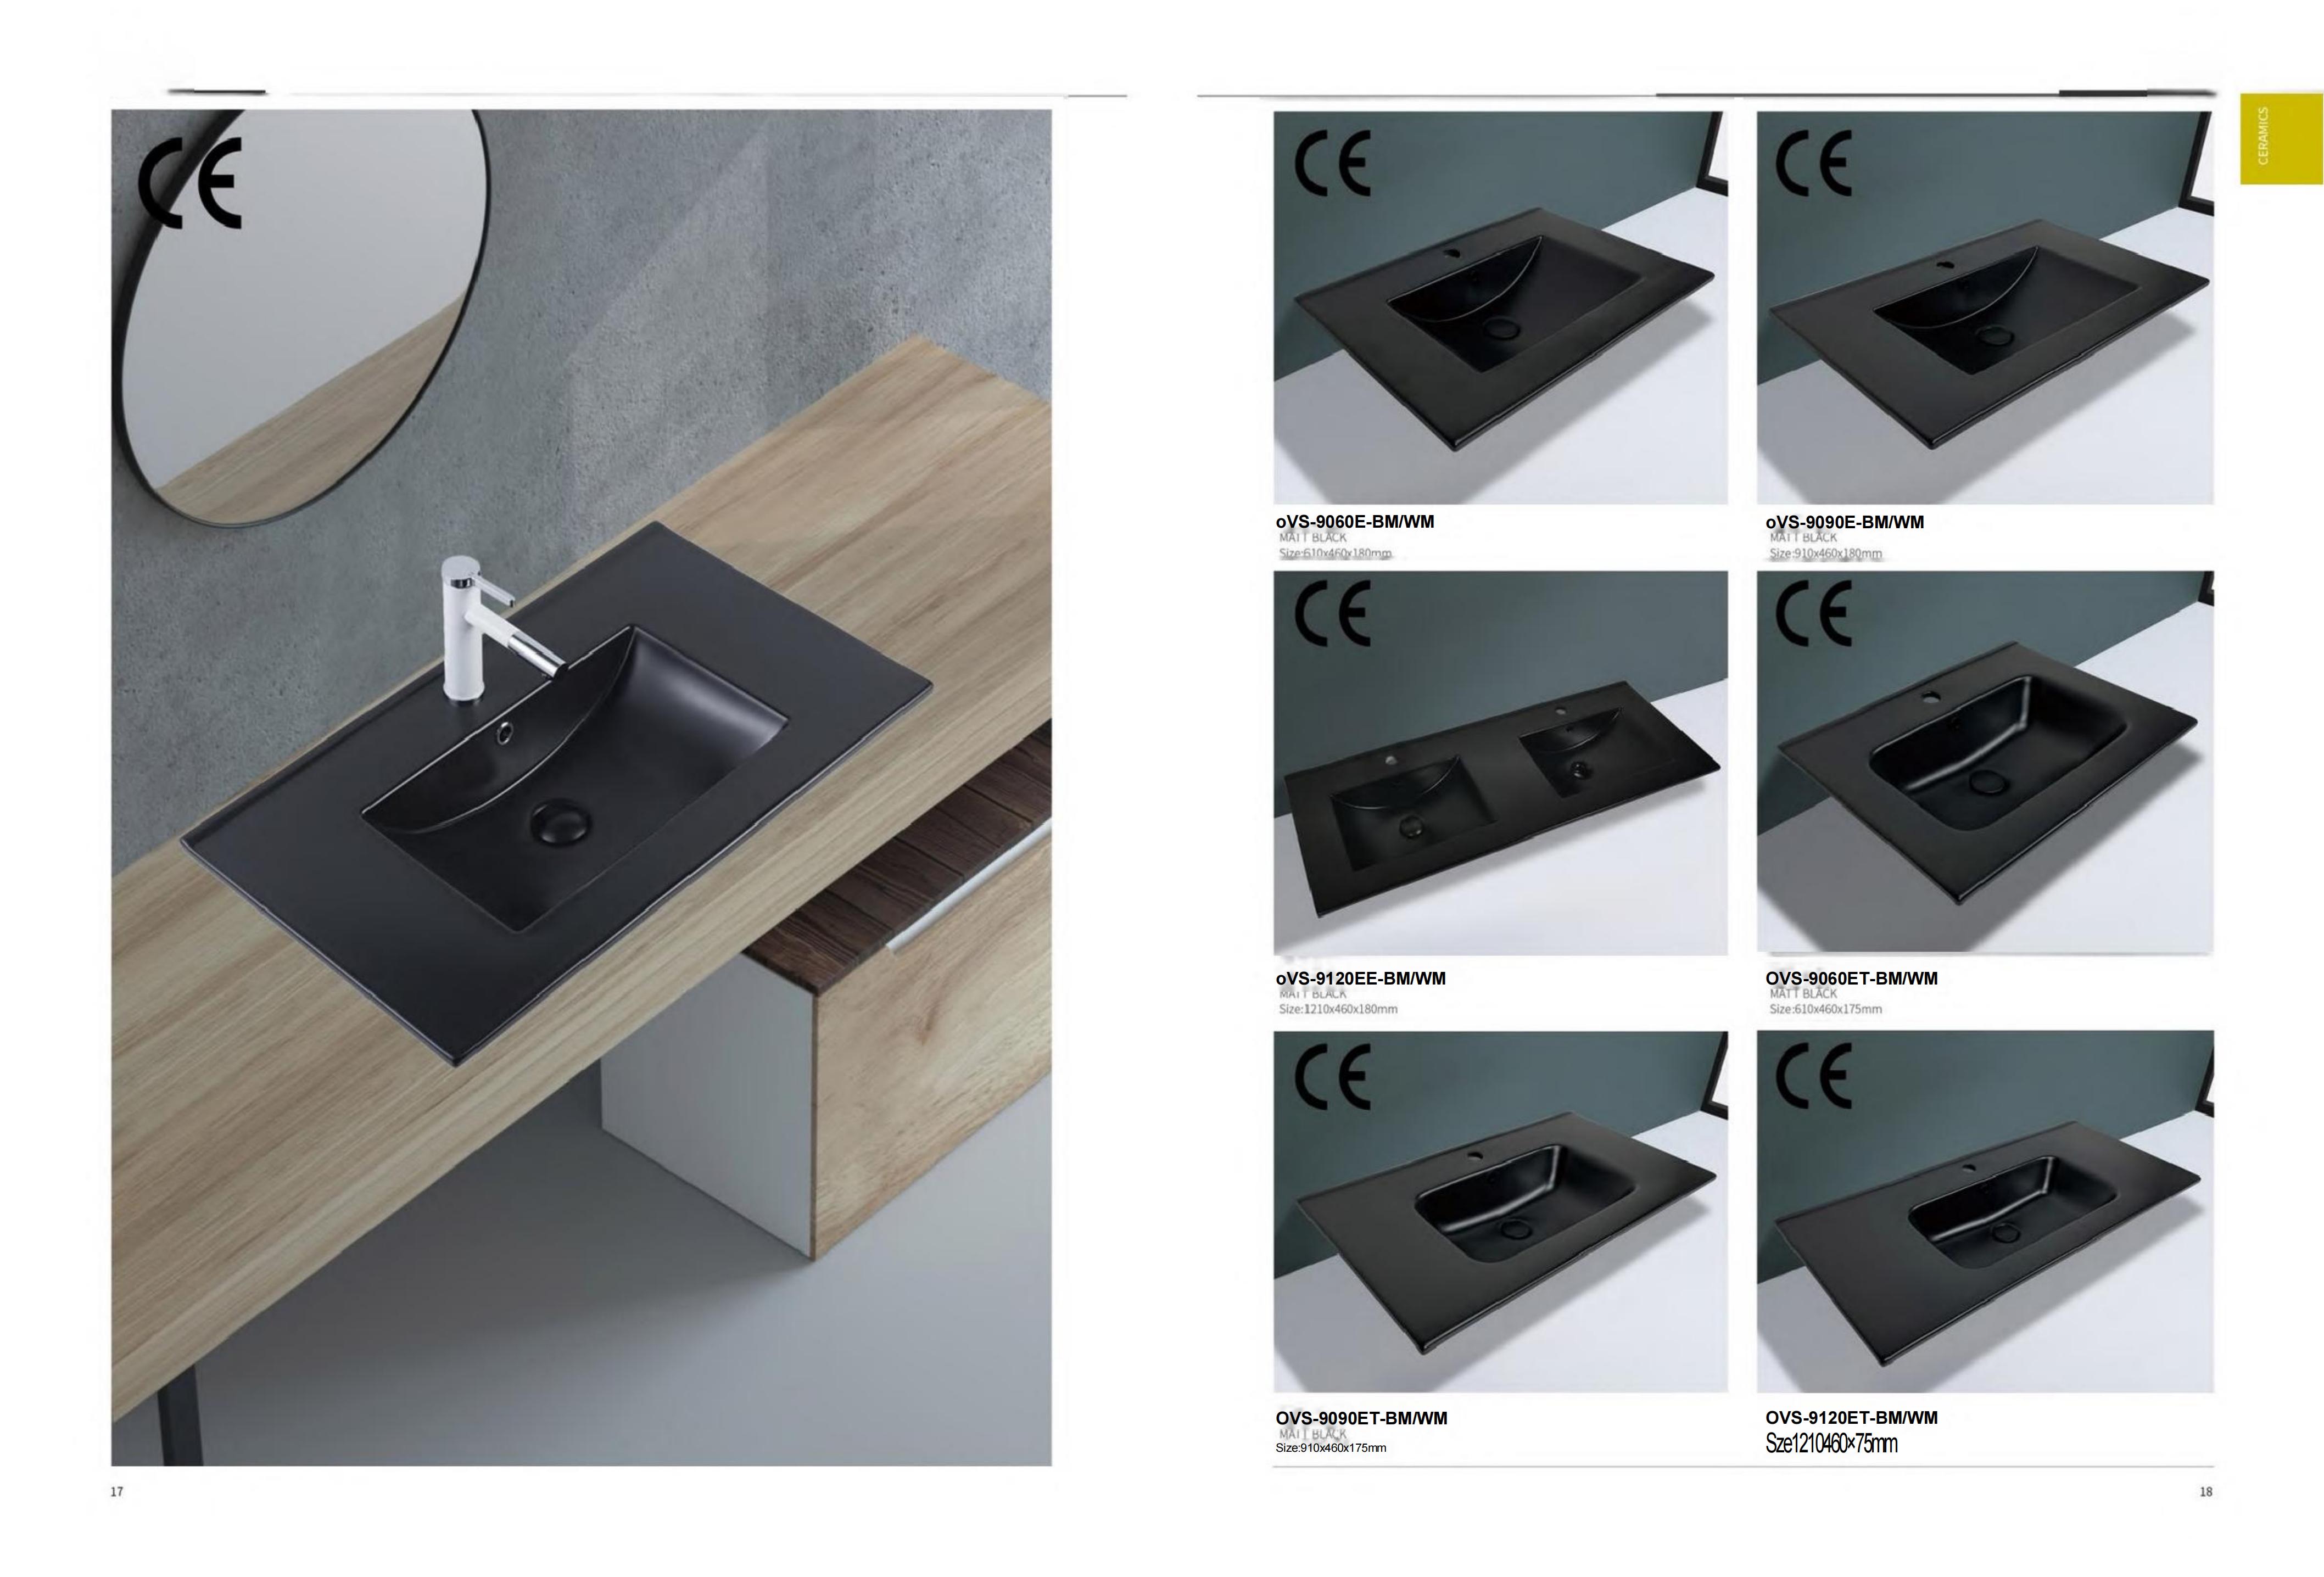 CE
CERAMICS
CE
CE
oVS-9060E-BM/WM
MATT BLACK
Size:610x460x180mm
oVS-9090E-BM/WM
MATT BLACK
Size:910x460x180mm
CE
CE
oVS-9120EE-BM/WM
MATT BLACK
Size:1210x460x180mm
OVS-9060ET-BM/WM
MATT BLACK
Size:610x460x175mm
CE
CE
OVS-9090ET-BM/WM
MATT BLACK
Size:910x460x175mm
OVS-9120ET-BM/WM
Sze1210460×75mm
17
18